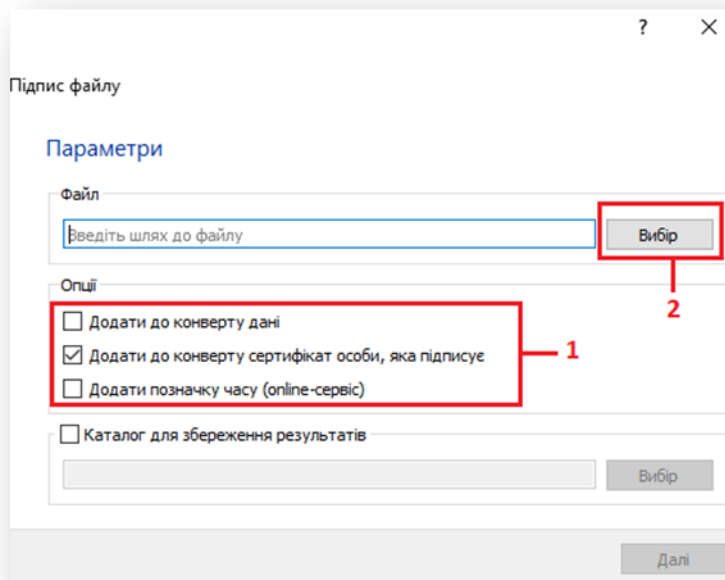 ?
Підпис файлу
Параметри
Файл
Введіть шлях до файлу
Вибір
2
Опції
Додати до конверту дані
Додати до конверту сертифікат особи, яка підписує
1
Додати позначку часу (online-сервіс)
Каталог для збереження результатів
Вибір
Далі